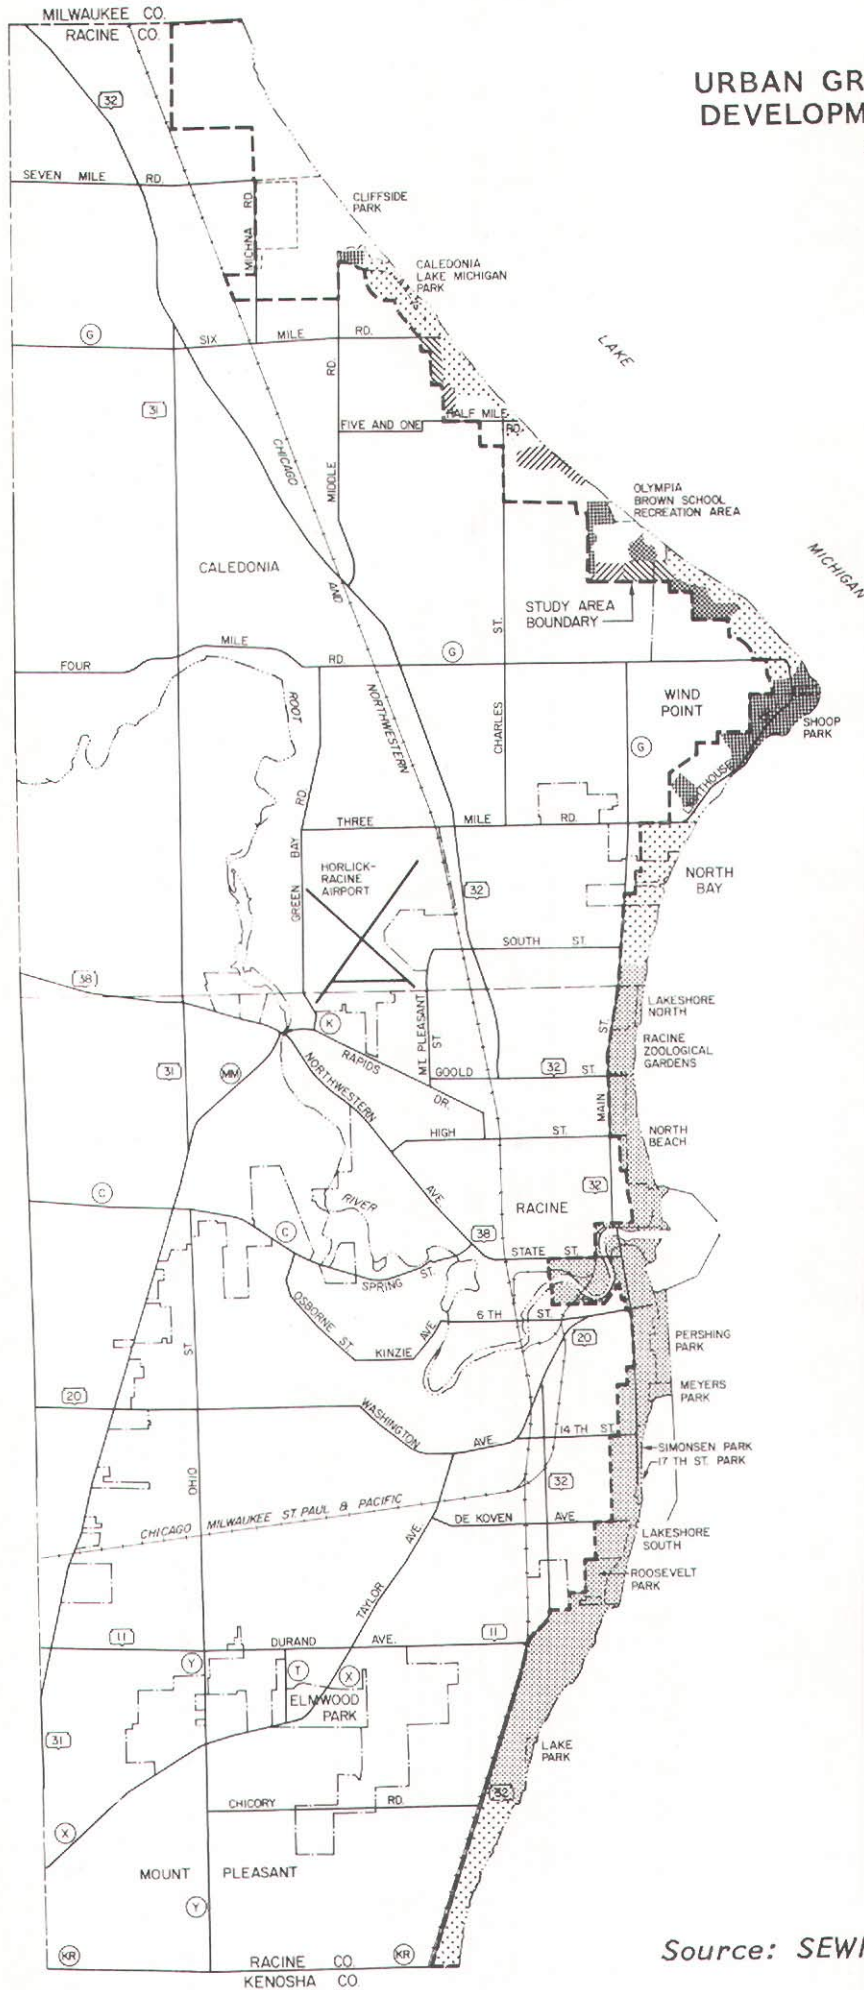 MILWAUKEE CO.
RACINE CO.
URBAN GR
DEVELOPM
32
SEVEN MILE RD.
MICHNA RD
CLIFFSIDE
PARK
CALEDONIA
LAKE MICHIGAN
PARK
G
SIX MILE RD.
LAKE
31
FIVE AND ONE HALF MILE RD.
MIDDLE RD.
CHICAGO AND NORTHWESTERN
OLYMPIA
BROWN SCHOOL
RECREATION AREA
MICHIGAN
CALEDONIA
STUDY AREA
BOUNDARY
FOUR MILE RD.
G
ROOT
CHARLES ST.
WIND
POINT
SHOOP
PARK
G
THREE MILE RD.
GREEN BAY RD.
HORLICK-
RACINE
AIRPORT
NORTH
BAY
32
SOUTH ST.
38
LAKESHORE
NORTH
K
MT. PLEASANT ST.
RACINE
ZOOLOGICAL
GARDENS
31
MM
NORTHWESTERN AVE.
RAPIDS DR.
GOOLD ST.
32
MAIN ST.
HIGH ST.
NORTH
BEACH
C
RIVER
32
RACINE
C
38
STATE ST.
SPRING ST.
OSBORNE ST.
6 TH ST.
KINZIE AVE
20
PERSHING
PARK
MEYERS
PARK
20
WASHINGTON AVE.
14 TH ST.
SIMONSEN PARK
17 TH ST. PARK
OHIO ST
32
CHICAGO MILWAUKEE ST. PAUL & PACIFIC
DE KOVEN AVE.
LAKESHORE
SOUTH
ROOSEVELT
PARK
TAYLOR AVE.
11
DURAND AVE.
11
Y
T
X
ELMWOOD
PARK
31
LAKE
PARK
32
CHICORY RD.
X
MOUNT PLEASANT
Y
KR
RACINE CO.
KR
KENOSHA CO.
Source: SEW